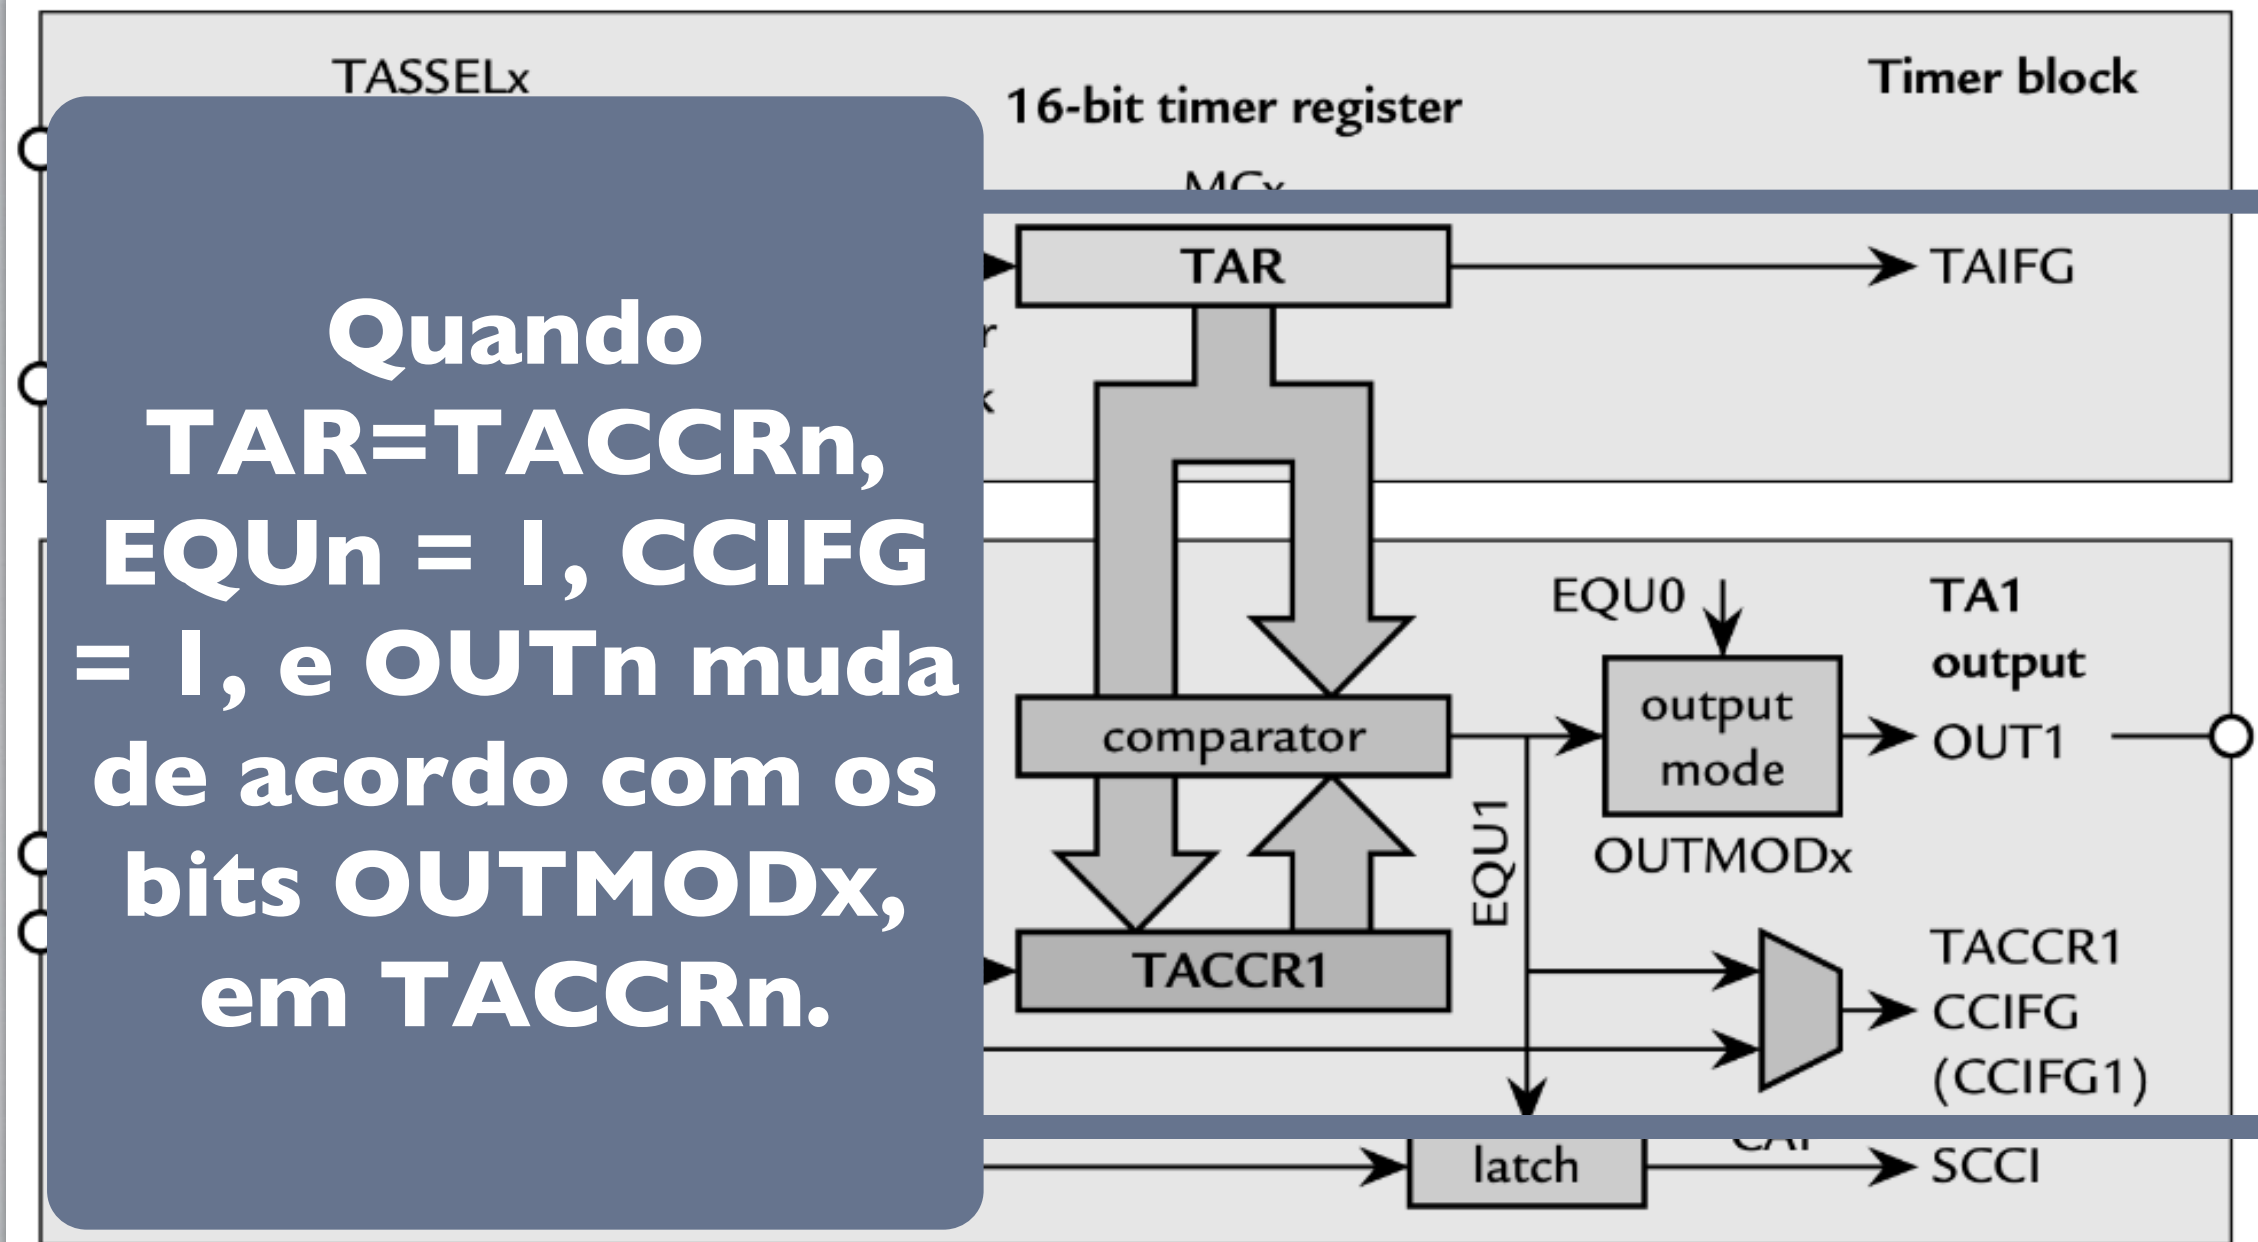 TASSELx
Timer block
16-bit timer register
MCx
TAR
TAIFG
Quando
TAR=TACCRn,
EQUn = 1, CCIFG
= 1, e OUTn muda
de acordo com os
bits OUTMODx,
em TACCRn.
EQU0
TA1
output
output
mode
OUT1
comparator
EQU1
OUTMODx
TACCR1
TACCR1
CCIFG
(CCIFG1)
latch
SCCI